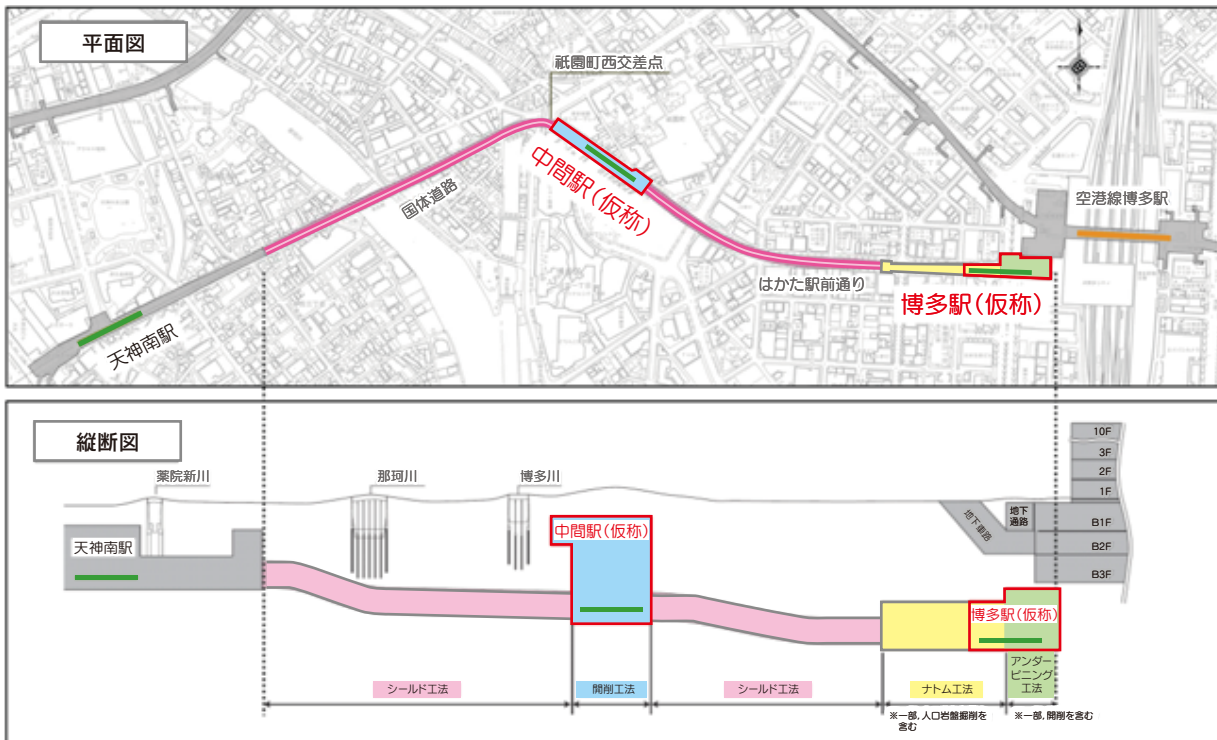 平面図
祇園町西交差点
中間駅(仮称)
国体道路
空港線博多駅
はかた駅前通り
博多駅(仮称)
天神南駅
縦断図
薬院新川
那珂川
博多川
10F
3F
2F
1F
地下車路
地下
通路
B1F
B2F
B3F
天神南駅
中間駅(仮称)
博多駅(仮称)
シールド工法
開削工法
シールド工法
ナトム工法
アンダー
ピニング
工法
※一部,人口岩盤掘削を
含む
※一部,開削を含む